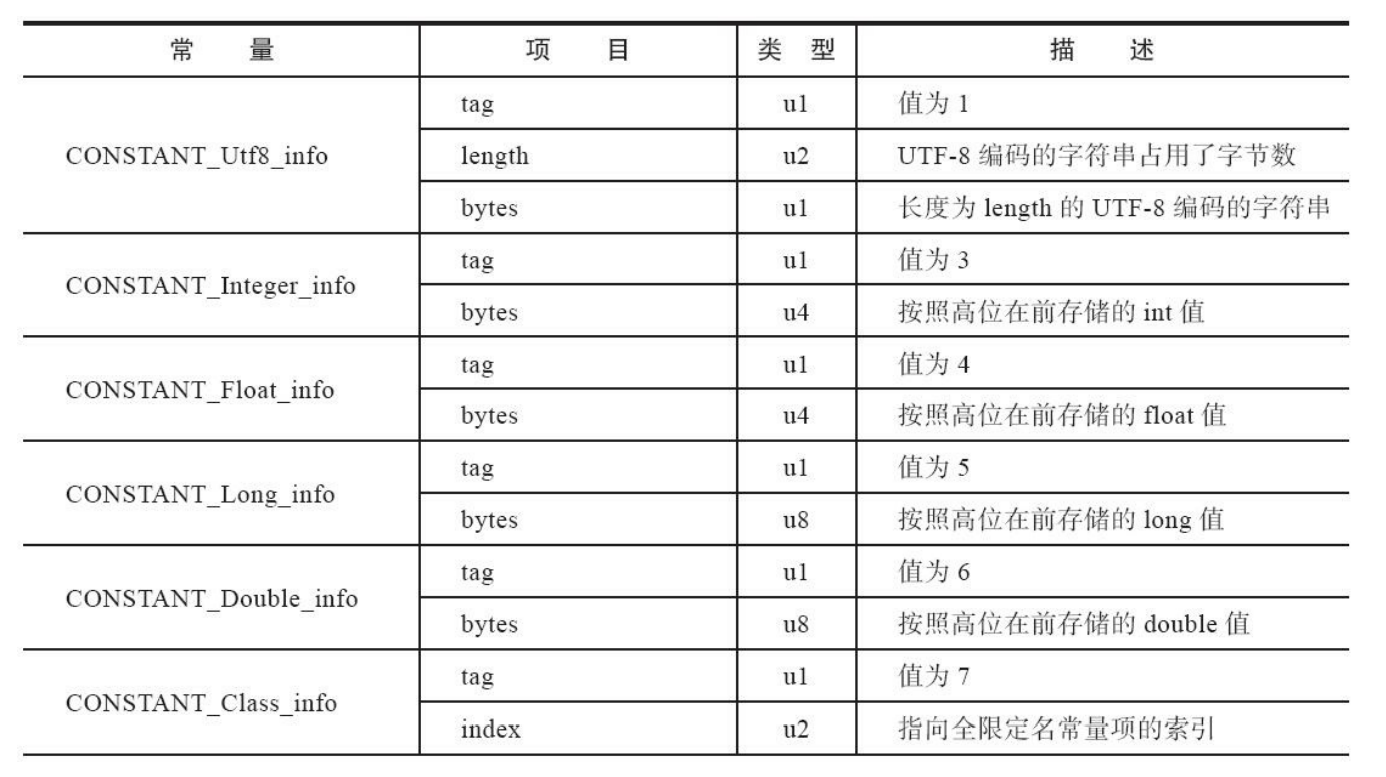 常 量 项 目 类 型 描 述
CONSTANT_Utf8_info
tag u1 值为 1
length u2 UTF-8 编码的字符串占用了字节数
bytes u1 长度为 length 的 UTF-8 编码的字符串
CONSTANT_Integer_info
tag u1 值为 3
bytes u4 按照高位在前存储的 int 值
CONSTANT_Float_info
tag u1 值为 4
bytes u4 按照高位在前存储的 float 值
CONSTANT_Long_info
tag u1 值为 5
bytes u8 按照高位在前存储的 long 值
CONSTANT_Double_info
tag u1 值为 6
bytes u8 按照高位在前存储的 double 值
CONSTANT_Class_info
tag u1 值为 7
index u2 指向全限定名常量项的索引